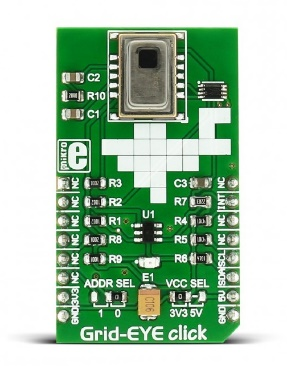 C2
R10
C1
mikro
e
NC R3 C3 NC
NC R2 R7 INT
NC U1
NC R1 R4 NC
NC R8 R5 SCL
NC R9 R6 SDA
3V3 ADDR SEL E1 VCC SEL 5V
GND 1 0 3V3 5V GND
Grid-EYE click